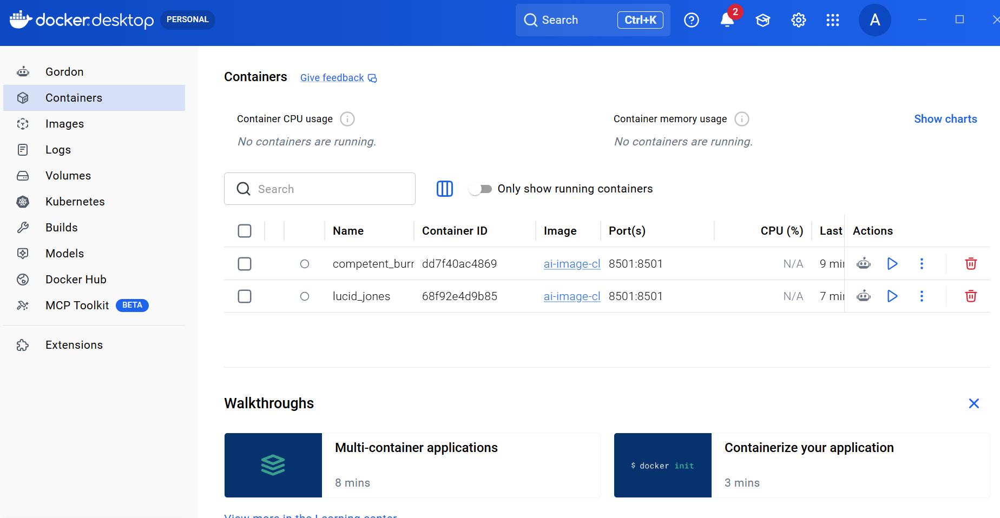 docker desktop PERSONAL
Search Ctrl+K
2
A
Gordon
Containers
Images
Logs
Volumes
Kubernetes
Builds
Models
Docker Hub
MCP Toolkit BETA
Extensions
Containers Give feedback
Container CPU usage
No containers are running.
Container memory usage
No containers are running.
Show charts
Search
Only show running containers
Name Container ID Image Port(s) CPU (%) Last Actions
competent_burr dd7f40ac4869 ai-image-cl 8501:8501 N/A 9 min
lucid_jones 68f92e4d9b85 ai-image-cl 8501:8501 N/A 7 min
Walkthroughs
Multi-container applications
8 mins
$ docker init
Containerize your application
3 mins
View more in the Learning center